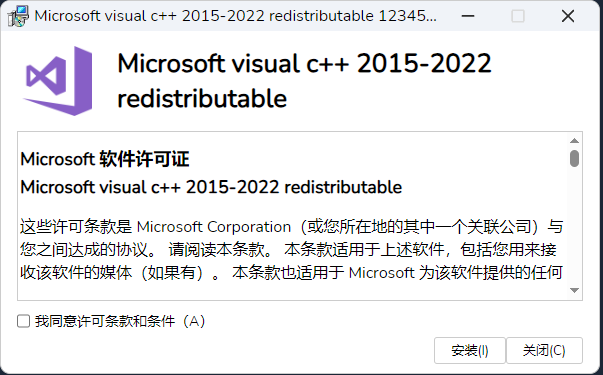 Microsoft visual c++ 2015-2022 redistributable 12345...
Microsoft visual c++ 2015-2022
redistributable
Microsoft 软件许可证
Microsoft visual c++ 2015-2022 redistributable
这些许可条款是 Microsoft Corporation（或您所在地的其中一个关联公司）与
您之间达成的协议。 请阅读本条款。 本条款适用于上述软件，包括您用来接
收该软件的媒体（如果有）。 本条款也适用于 Microsoft 为该软件提供的任何
我同意许可条款和条件（A）
安装(I)
关闭(C)